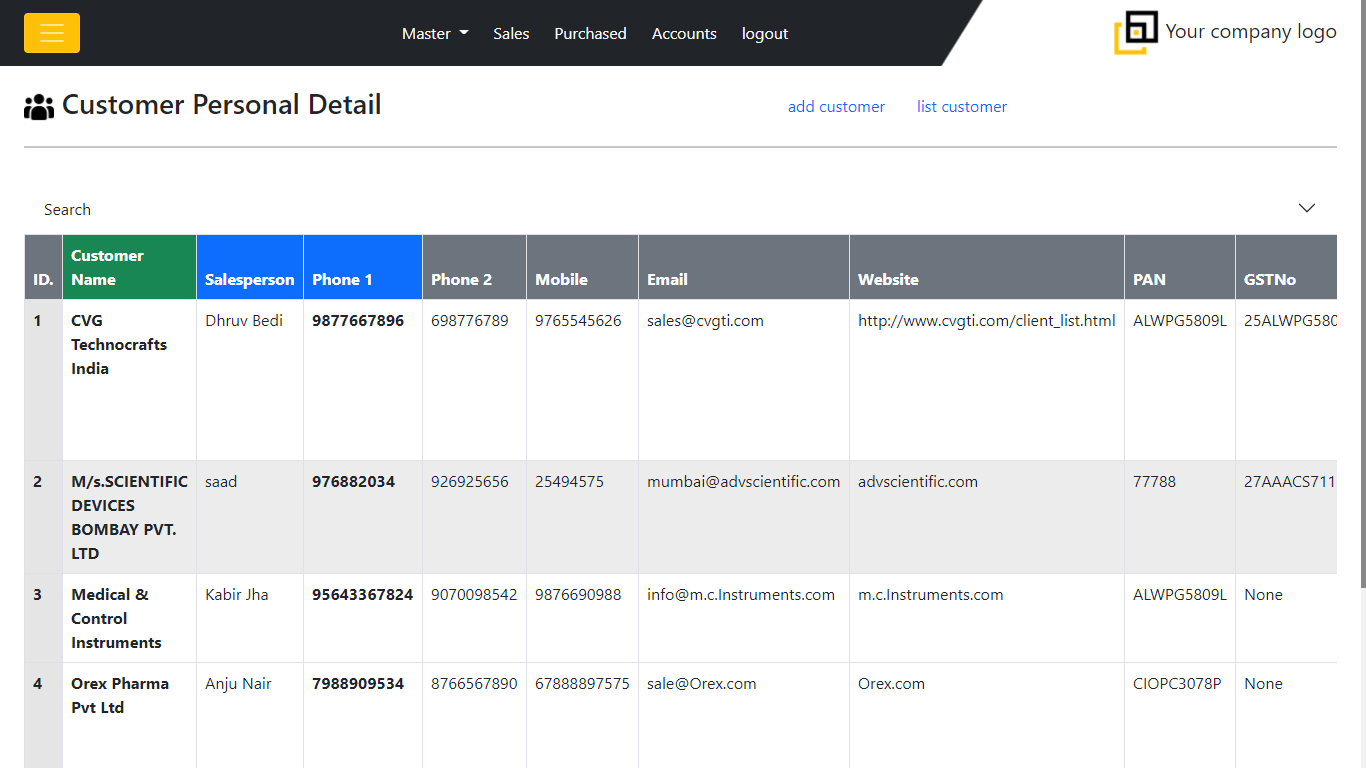 Master Sales Purchased Accounts logout
Your company logo
Customer Personal Detail
add customer list customer
Search
ID. Customer Name Salesperson Phone 1 Phone 2 Mobile Email Website PAN GSTNo
1 CVG Technocrafts India Dhruv Bedi 9877667896 698776789 9765545626 sales@cvgti.com http://www.cvgti.com/client_list.html ALWPG5809L 25ALWPG580
2 M/s.SCIENTIFIC DEVICES BOMBAY PVT. LTD saad 976882034 926925656 25494575 mumbai@advscientific.com advscientific.com 77788 27AAACS711
3 Medical & Control Instruments Kabir Jha 95643367824 9070098542 9876690988 info@m.c.Instruments.com m.c.Instruments.com ALWPG5809L None
4 Orex Pharma Pvt Ltd Anju Nair 7988909534 8766567890 67888897575 sale@Orex.com Orex.com CIOPC3078P None